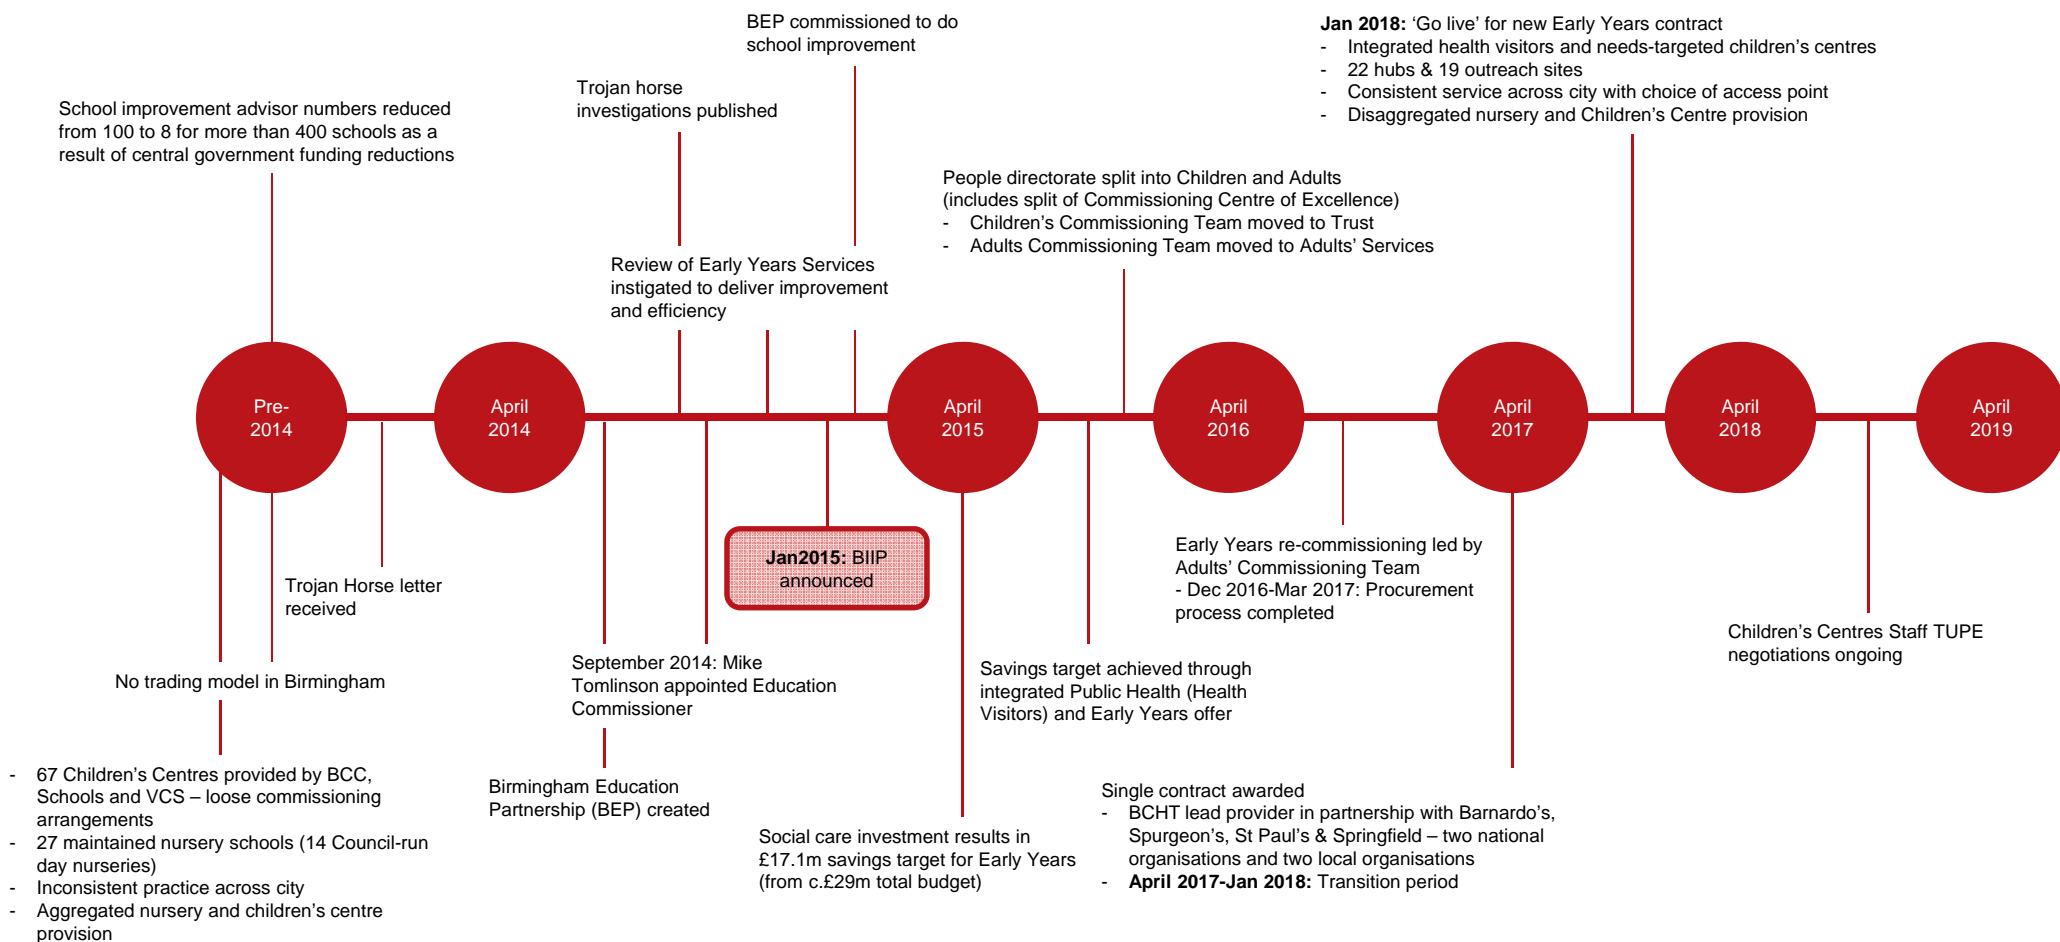 BEP commissioned to do
school improvement
Jan 2018: ‘Go live’ for new Early Years contract
- Integrated health visitors and needs-targeted children’s centres
- 22 hubs & 19 outreach sites
- Consistent service across city with choice of access point
- Disaggregated nursery and Children’s Centre provision
Trojan horse
investigations published
School improvement advisor numbers reduced
from 100 to 8 for more than 400 schools as a
result of central government funding reductions
People directorate split into Children and Adults
(includes split of Commissioning Centre of Excellence)
- Children’s Commissioning Team moved to Trust
- Adults Commissioning Team moved to Adults’ Services
Review of Early Years Services
instigated to deliver improvement
and efficiency
Pre-
2014
April
2014
April
2015
April
2016
April
2017
April
2018
April
2019
Jan2015: BIIP
announced
Trojan Horse letter
received
Early Years re-commissioning led by
Adults’ Commissioning Team
- Dec 2016-Mar 2017: Procurement
process completed
Children’s Centres Staff TUPE
negotiations ongoing
No trading model in Birmingham
September 2014: Mike
Tomlinson appointed Education
Commissioner
Savings target achieved through
integrated Public Health (Health
Visitors) and Early Years offer
- 67 Children’s Centres provided by BCC,
Schools and VCS – loose commissioning
arrangements
- 27 maintained nursery schools (14 Council-run
day nurseries)
- Inconsistent practice across city
- Aggregated nursery and children’s centre
provision
Birmingham Education
Partnership (BEP) created
Social care investment results in
£17.1m savings target for Early Years
(from c.£29m total budget)
Single contract awarded
- BCHT lead provider in partnership with Barnardo’s,
Spurgeon’s, St Paul’s & Springfield – two national
organisations and two local organisations
- April 2017-Jan 2018: Transition period